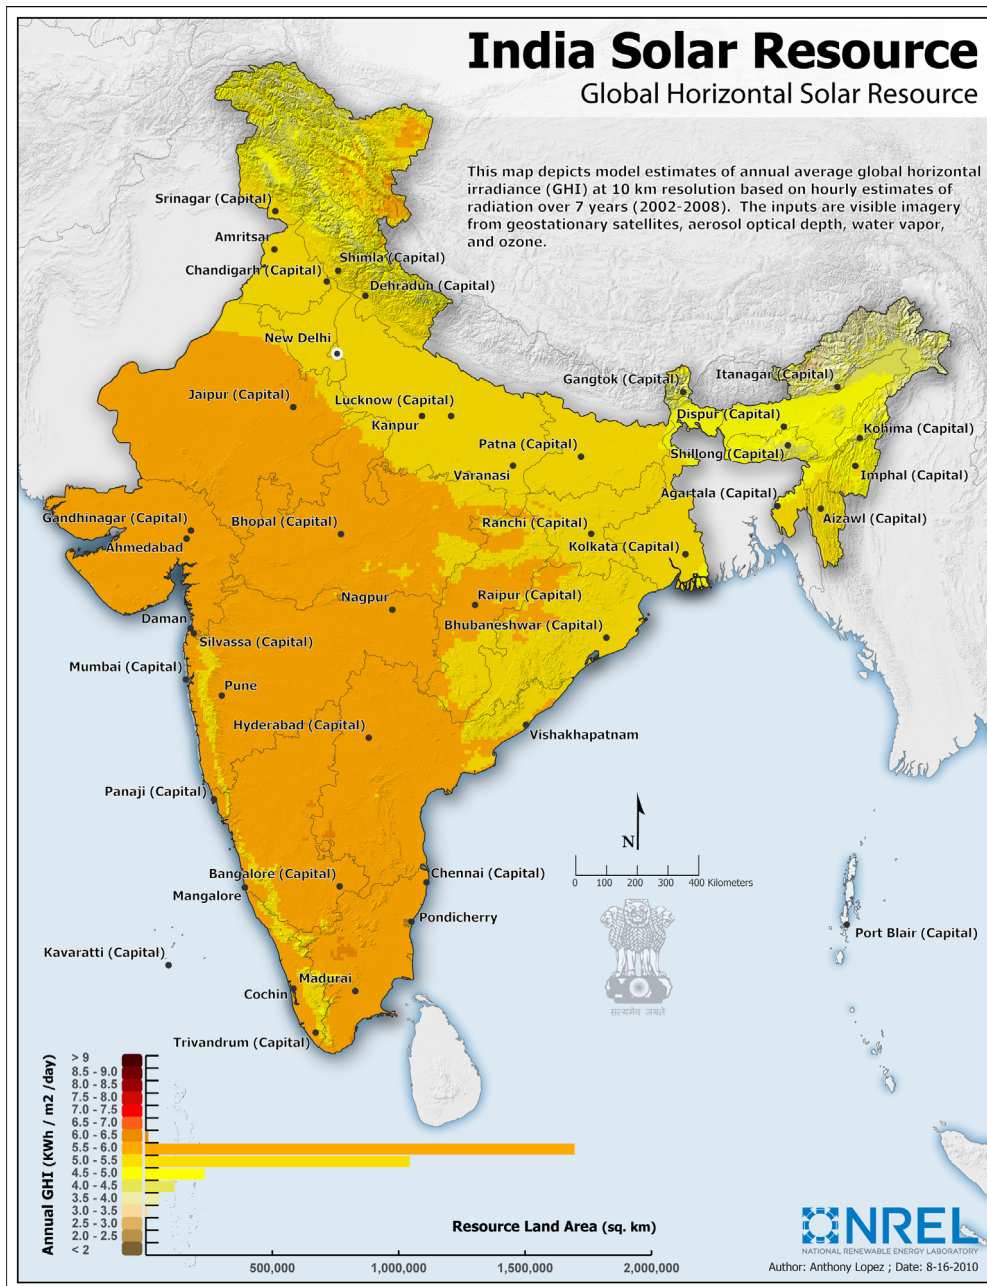 India Solar Resource
Global Horizontal Solar Resource
This map depicts model estimates of annual average global horizontal
irradiance (GHI) at 10 km resolution based on hourly estimates of
radiation over 7 years (2002-2008). The inputs are visible imagery
from geostationary satellites, aerosol optical depth, water vapor,
and ozone.
Srinagar (Capital)
Amritsar
Shimla (Capital)
Chandigarh (Capital)
Dehradun (Capital)
New Delhi
Gangtok (Capital)
Itanagar (Capital)
Jaipur (Capital)
Lucknow (Capital)
Kanpur
Dispur (Capital)
Kohima (Capital)
Patna (Capital)
Shillong (Capital)
Varanasi
Imphal (Capital)
Agartala (Capital)
Gandhinagar (Capital)
Bhopal (Capital)
Ranchi (Capital)
Aizawl (Capital)
Ahmedabad
Kolkata (Capital)
Nagpur
Raipur (Capital)
Daman
Bhubaneshwar (Capital)
Silvassa (Capital)
Mumbai (Capital)
Pune
Hyderabad (Capital)
Vishakhapatnam
Panaji (Capital)
N
Bangalore (Capital)
Chennai (Capital)
0 100 200 300 400 Kilometers
Mangalore
Pondicherry
Port Blair (Capital)
Kavaratti (Capital)
Madurai
Cochin
सत्यमेव जयते
Trivandrum (Capital)
Annual GHI (KWh / m2 /day)
> 9
8.5 - 9.0
8.0 - 8.5
7.5 - 8.0
7.0 - 7.5
6.5 - 7.0
6.0 - 6.5
5.5 - 6.0
5.0 - 5.5
4.5 - 5.0
4.0 - 4.5
3.5 - 4.0
3.0 - 3.5
2.5 - 3.0
2.0 - 2.5
< 2
Resource Land Area (sq. km)
500,000 1,000,000 1,500,000 2,000,000
NREL
NATIONAL RENEWABLE ENERGY LABORATORY
Author: Anthony Lopez ; Date: 8-16-2010